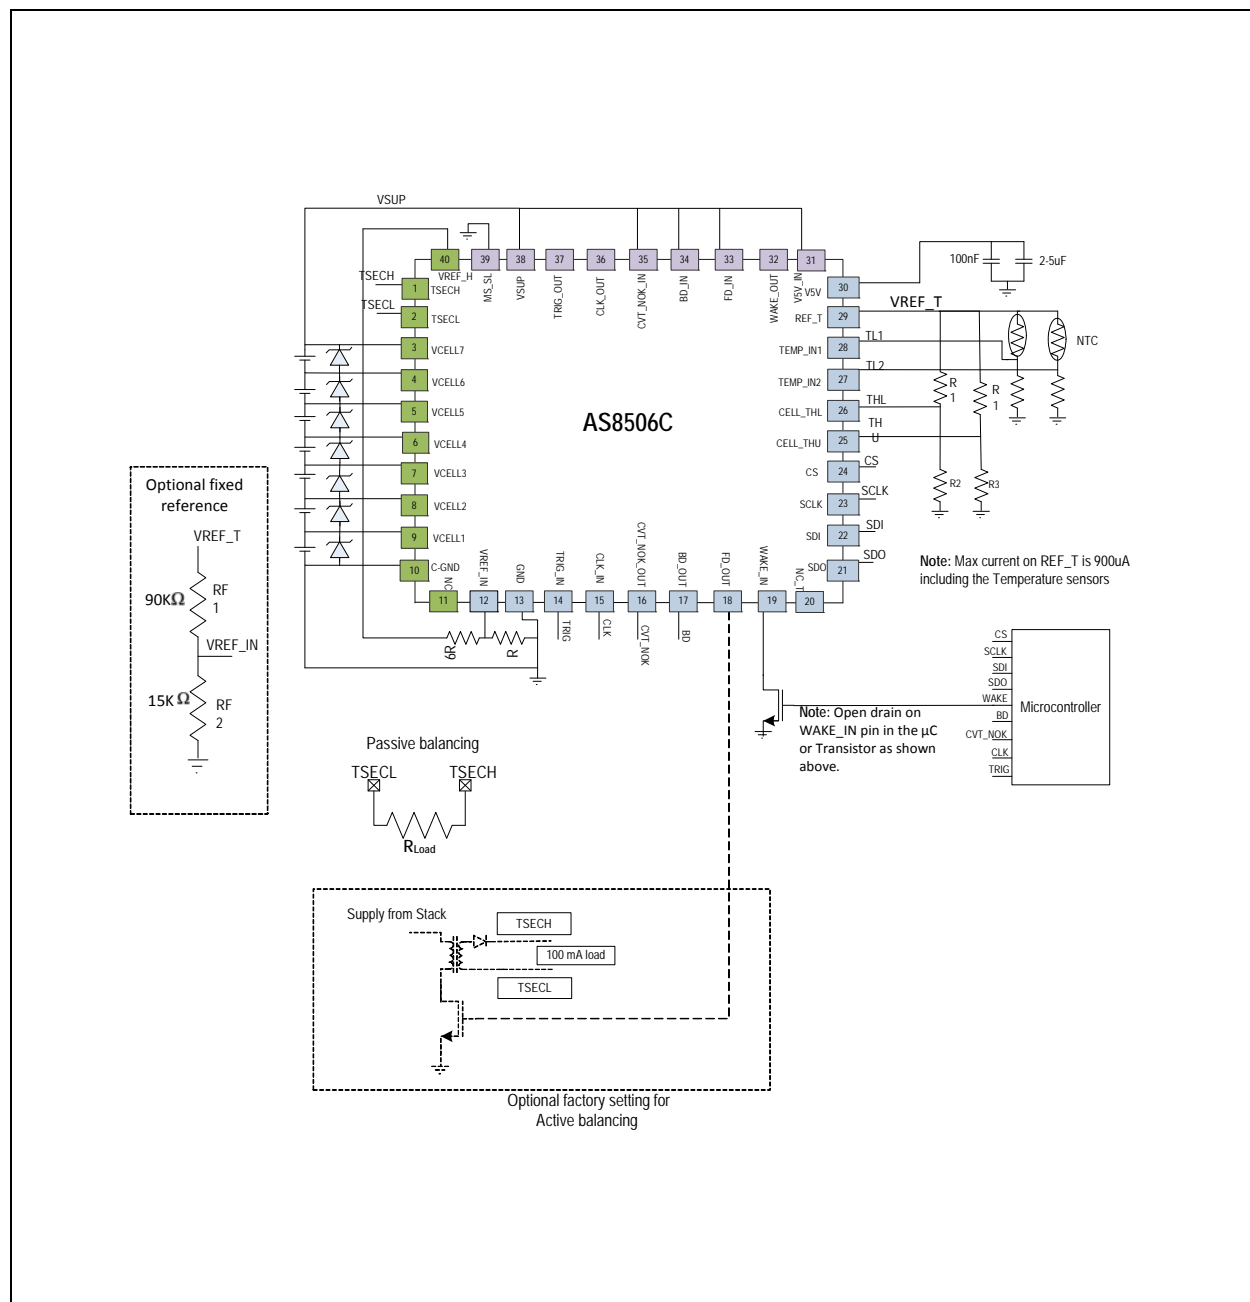 VSUP
40
39
38
37
36
35
34
33
32
31
VREF_H
MS_SL
VSUP
TRIG_OUT
CLK_OUT
CVT_NOK_IN
BD_IN
FD_IN
WAKE_OUT
V5V_IN
TSECH
1
TSECH
TSECL
2
TSECL
3
VCELL7
4
VCELL6
5
VCELL5
6
VCELL4
7
VCELL3
8
VCELL2
9
VCELL1
10
C-GND
AS8506C
V5V
30
100nF
2-5uF
REF_T
29
VREF_T
TEMP_IN1
28
TL1
NTC
TEMP_IN2
27
TL2
CELL_THL
26
THL
R
1
R
1
CELL_THU
25
TH
U
CS
24
CS
SCLK
23
SCLK
R2
R3
SDI
22
SDI
SDO
21
SDO
Note: Max current on REF_T is 900uA
including the Temperature sensors
NC
VREF_IN
GND
TRIG_IN
CLK_IN
CVT_NOK_OUT
BD_OUT
FD_OUT
WAKE_IN
NC_T
11
12
13
14
15
16
17
18
19
20
6R
R
TRIG
CLK
CVT_NOK
BD
Optional fixed
reference
VREF_T
90KΩ
RF
1
VREF_IN
15KΩ
RF
2
CS
SCLK
SDI
SDO
WAKE
BD
CVT_NOK
CLK
TRIG
Microcontroller
Note: Open drain on
WAKE_IN pin in the µC
or Transistor as shown
above.
Passive balancing
TSECL
TSECH
RLoad
Supply from Stack
TSECH
100 mA load
TSECL
Optional factory setting for
Active balancing